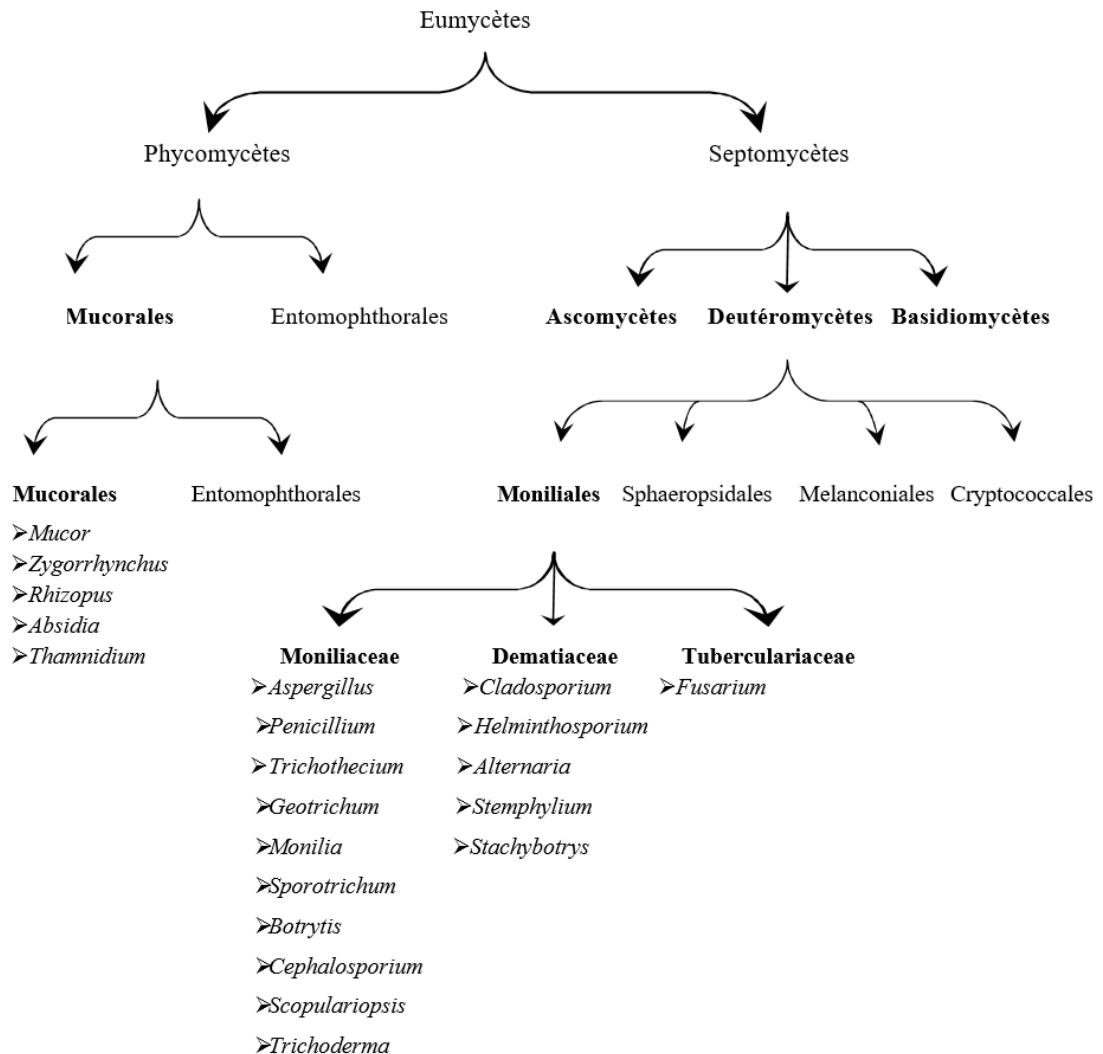 Eumycètes
Phycomycètes
Septomycètes
Mucorales
Entomophthorales
Ascomycètes
Deutéromycètes
Basidiomycètes
Mucorales
Entomophthorales
Moniliales
Sphaeropsidales
Melanconiales
Cryptococcales
➢Mucor
➢Zygorrhynchus
➢Rhizopus
➢Absidia
➢Thamnidium
Moniliaceae
➢Aspergillus
➢Penicillium
➢Trichothecium
➢Geotrichum
➢Monilia
➢Sporotrichum
➢Botrytis
➢Cephalosporium
➢Scopulariopsis
➢Trichoderma
Dematiaceae
➢Cladosporium
➢Helminthosporium
➢Alternaria
➢Stemphylium
➢Stachybotrys
Tuberculariaceae
➢Fusarium